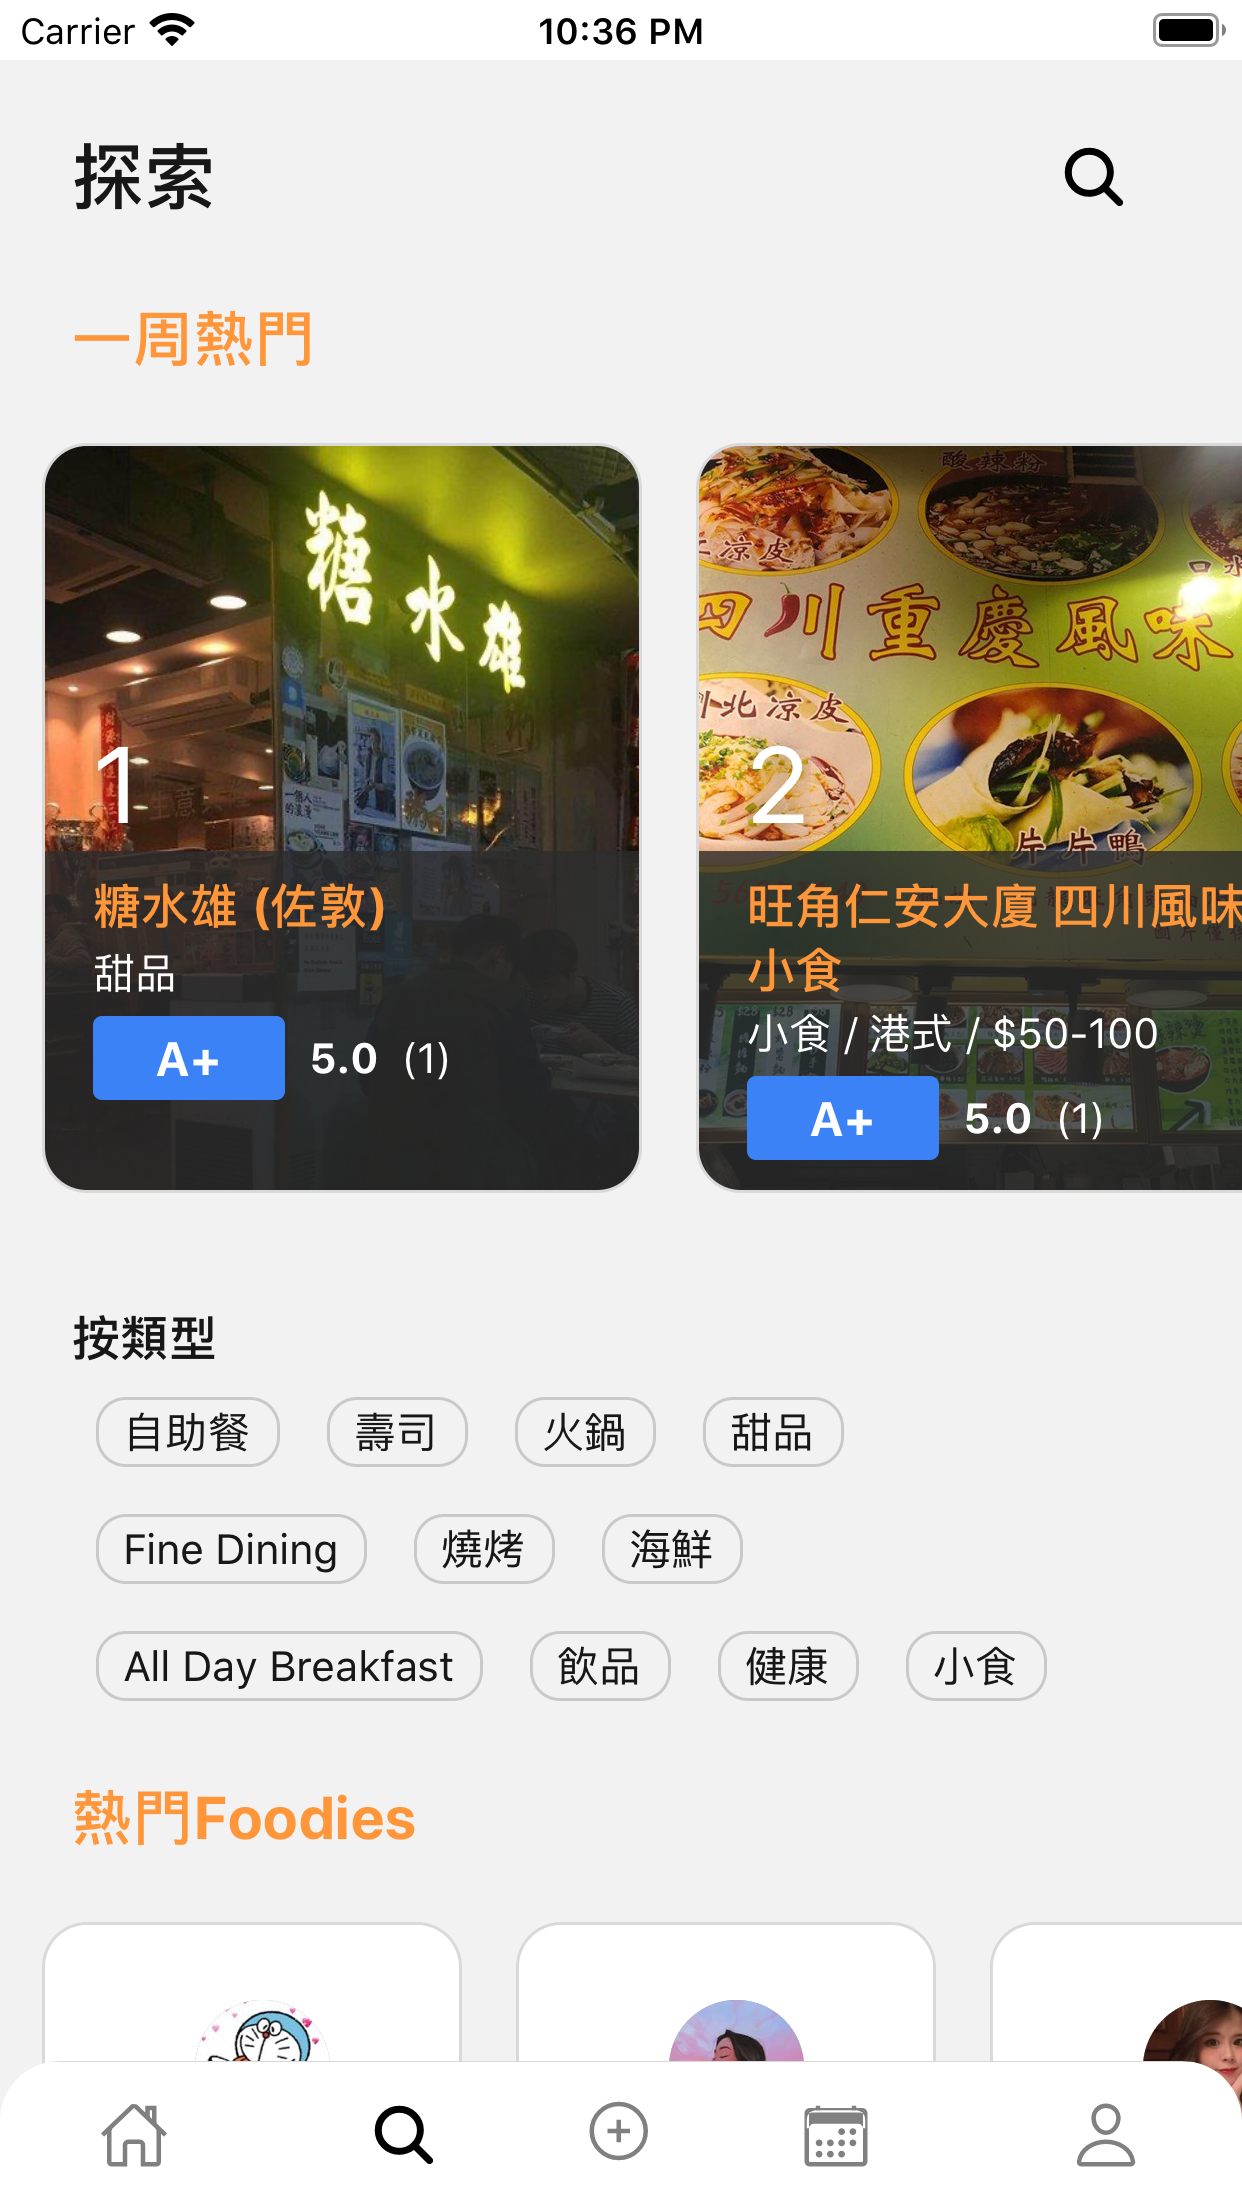 Carrier 10:36 PM
探索
一周熱門
糖水雄
酸辣粉
凉皮
四川重慶風味
凉皮
片片鴨
1
糖水雄 (佐敦)
甜品
A+ 5.0 (1)
2
旺角仁安大廈 四川風味
小食
小食 / 港式 / $50-100
A+ 5.0 (1)
按類型
自助餐 壽司 火鍋 甜品
Fine Dining 燒烤 海鮮
All Day Breakfast 飲品 健康 小食
熱門Foodies